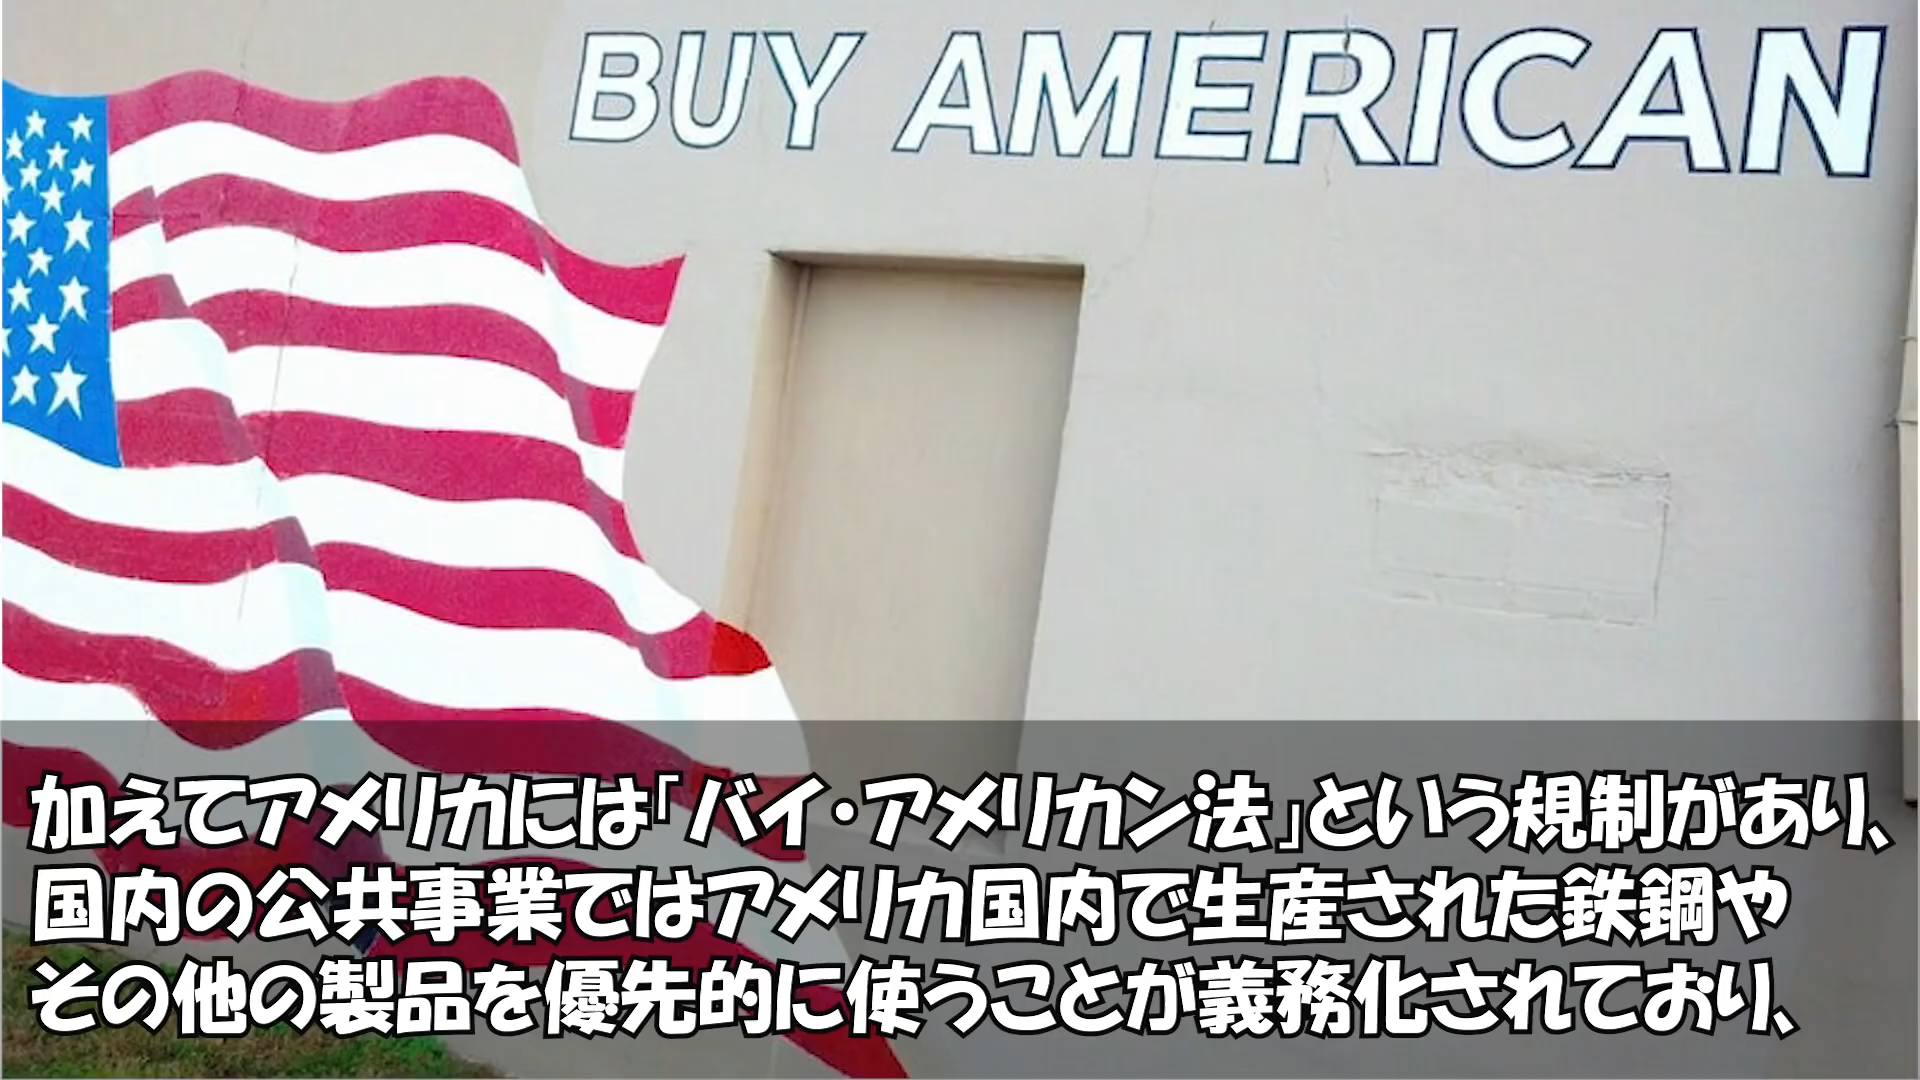 BUY AMERICAN
加えてアメリカには「バイ・アメリカン法」という規制があり、
国内の公共事業ではアメリカ国内で生産された鉄鋼や
その他の製品を優先的に使うことが義務化されており、